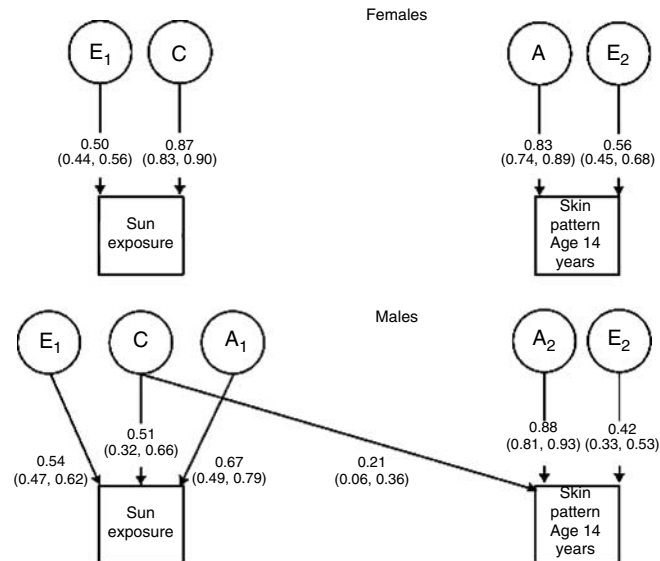 Females
E1 C A E2
0.50 0.87 0.83 0.56
(0.44, 0.56) (0.83, 0.90) (0.74, 0.89) (0.45, 0.68)
Sun
exposure
Skin
pattern
Age 14
years
Males
E1 C A1 A2 E2
0.51
(0.32, 0.66)
0.88 0.42
(0.81, 0.93) (0.33, 0.53)
0.54 0.67 0.21
(0.47, 0.62) (0.49, 0.79) (0.06, 0.36)
Sun
exposure
Skin
pattern
Age 14
years